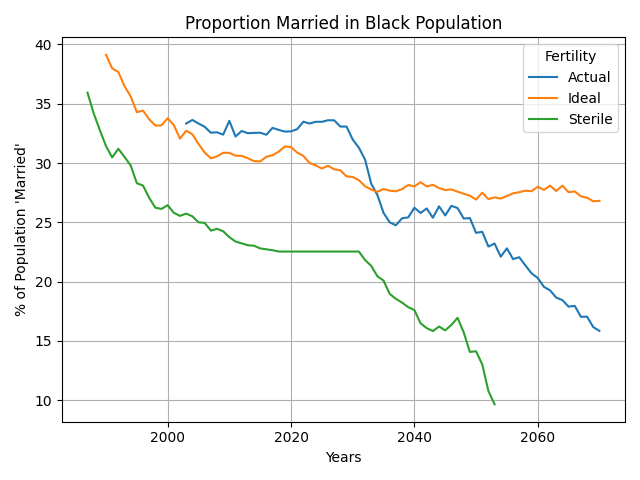 Proportion Married in Black Population
% of Population 'Married'
40
35
30
25
20
15
10
Fertility
Actual
Ideal
Sterile
2000
2020
2040
2060
Years